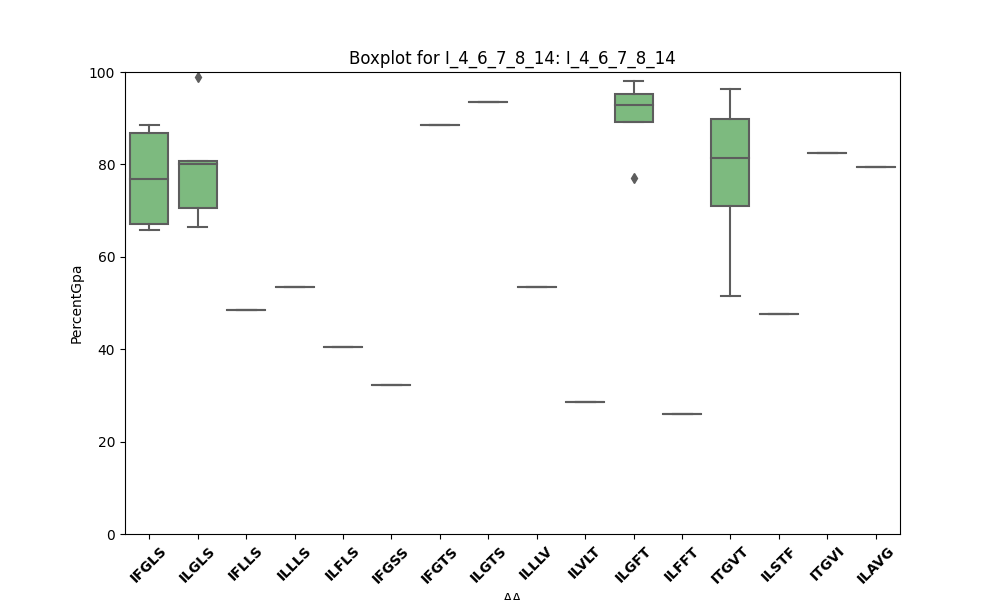 Boxplot for I_4_6_7_8_14: I_4_6_7_8_14
100
80
60
40
20
0
PercentGpa
IFGLS ILGLS IFLLS ILLLS ILFLS IFGSS IFGTS ILGTS ILLLV ILVLT ILGFT ILFFT ITGVT ILSTF ITGVI ILAVG
AA